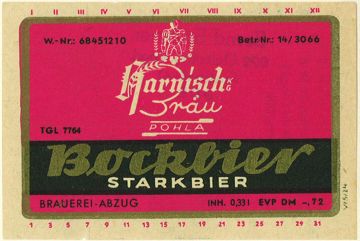 I II III IV V VI VII VIII IX X XI XII
W.-Nr.: 68451210 Betr.-Nr.: 14/3066
Harnisch KG
Bräu
PÖHLA
TGL 7764
Bockbier
STARKBIER
BRAUEREI-ABZUG INH. 0,33 l EVP DM -,72
1 3 5 7 9 11 13 15 17 19 21 23 25 27 29 31